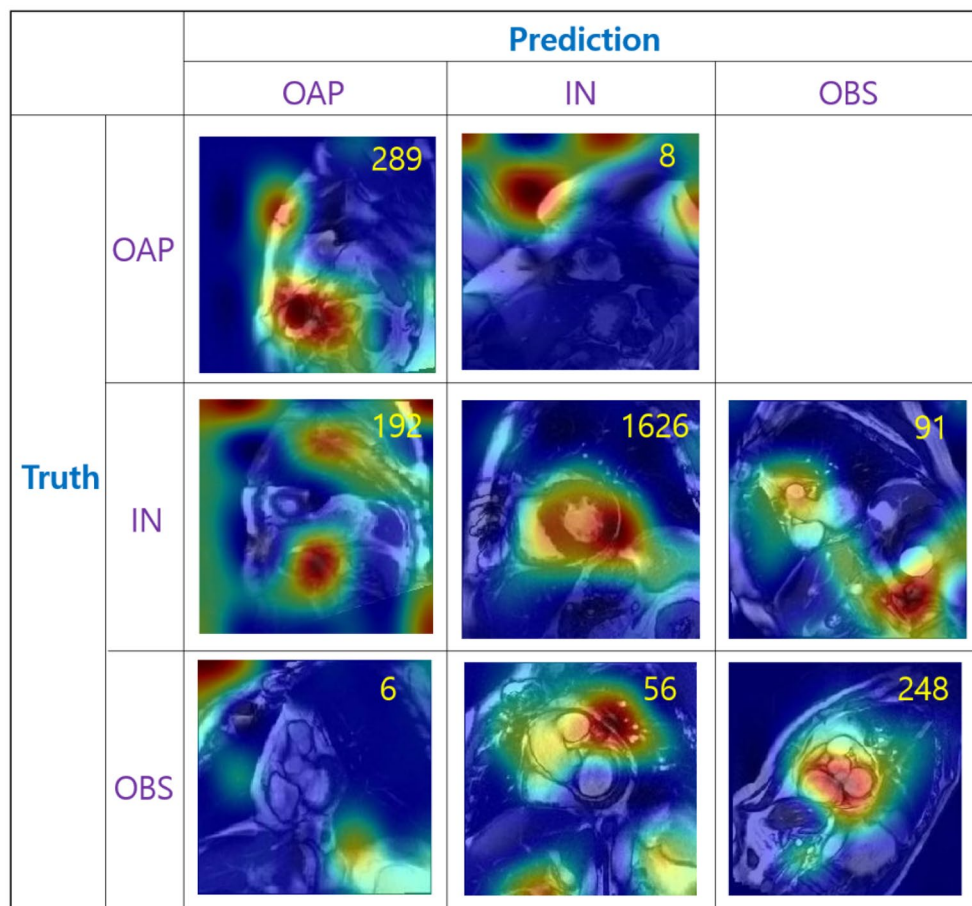 Prediction
OAP IN OBS
OAP 289 8
Truth
IN 192 1626 91
OBS 6 56 248